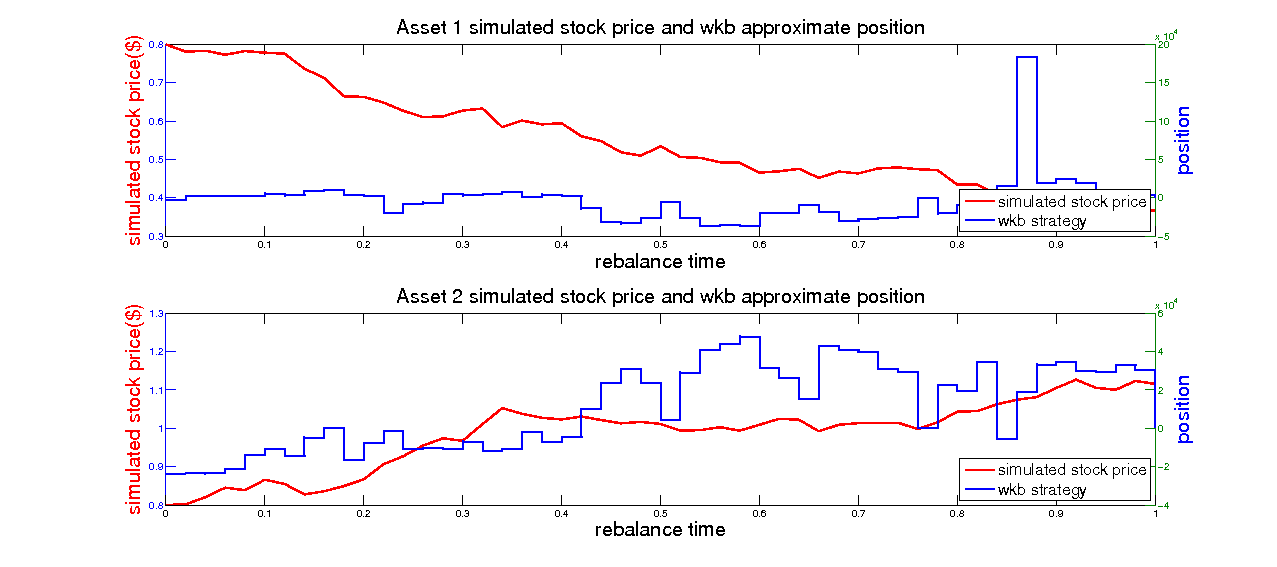 Asset 1 simulated stock price and wkb approximate position
x 10^4
0.8
0.7
0.6
0.5
0.4
0.3
simulated stock price($)
20
15
10
5
0
-5
position
simulated stock price
wkb strategy
0 0.1 0.2 0.3 0.4 0.5 0.6 0.7 0.8 0.9 1
rebalance time
Asset 2 simulated stock price and wkb approximate position
x 10^4
1.3
1.2
1.1
1
0.9
0.8
simulated stock price($)
6
4
2
0
-2
-4
position
simulated stock price
wkb strategy
0 0.1 0.2 0.3 0.4 0.5 0.6 0.7 0.8 0.9 1
rebalance time